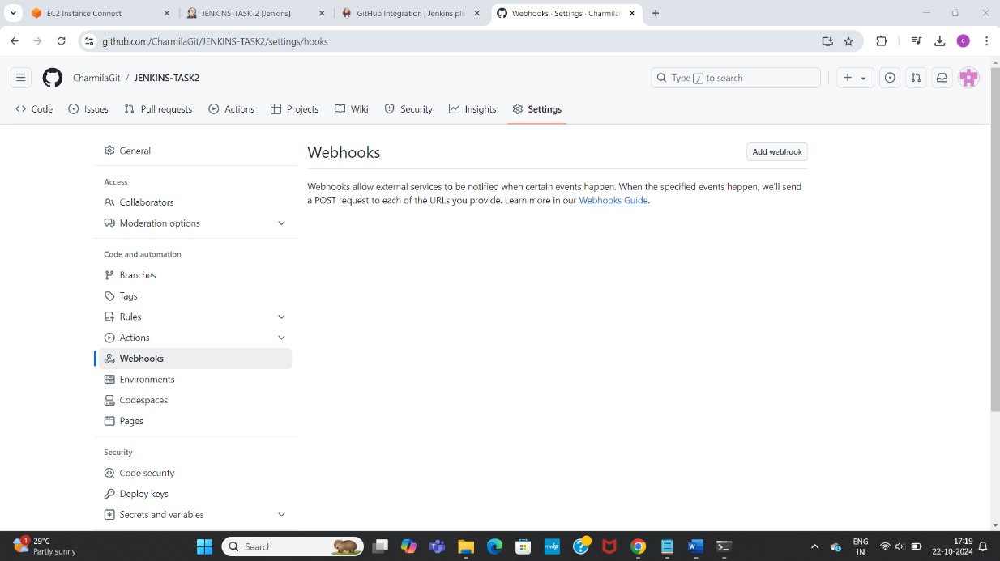 EC2 Instance Connect
JENKINS-TASK-2 [Jenkins]
GitHub Integration | Jenkins plu
Webhooks · Settings · Charmila
github.com/CharmilaGit/JENKINS-TASK2/settings/hooks
c
CharmilaGit / JENKINS-TASK2
Type / to search
Code
Issues
Pull requests
Actions
Projects
Wiki
Security
Insights
Settings
General
Access
Collaborators
Moderation options
Code and automation
Branches
Tags
Rules
Actions
Webhooks
Environments
Codespaces
Pages
Security
Code security
Deploy keys
Secrets and variables
Webhooks
Add webhook
Webhooks allow external services to be notified when certain events happen. When the specified events happen, we'll send
a POST request to each of the URLs you provide. Learn more in our Webhooks Guide.
1
29°C
Partly sunny
Search
ENG
IN
17:19
22-10-2024